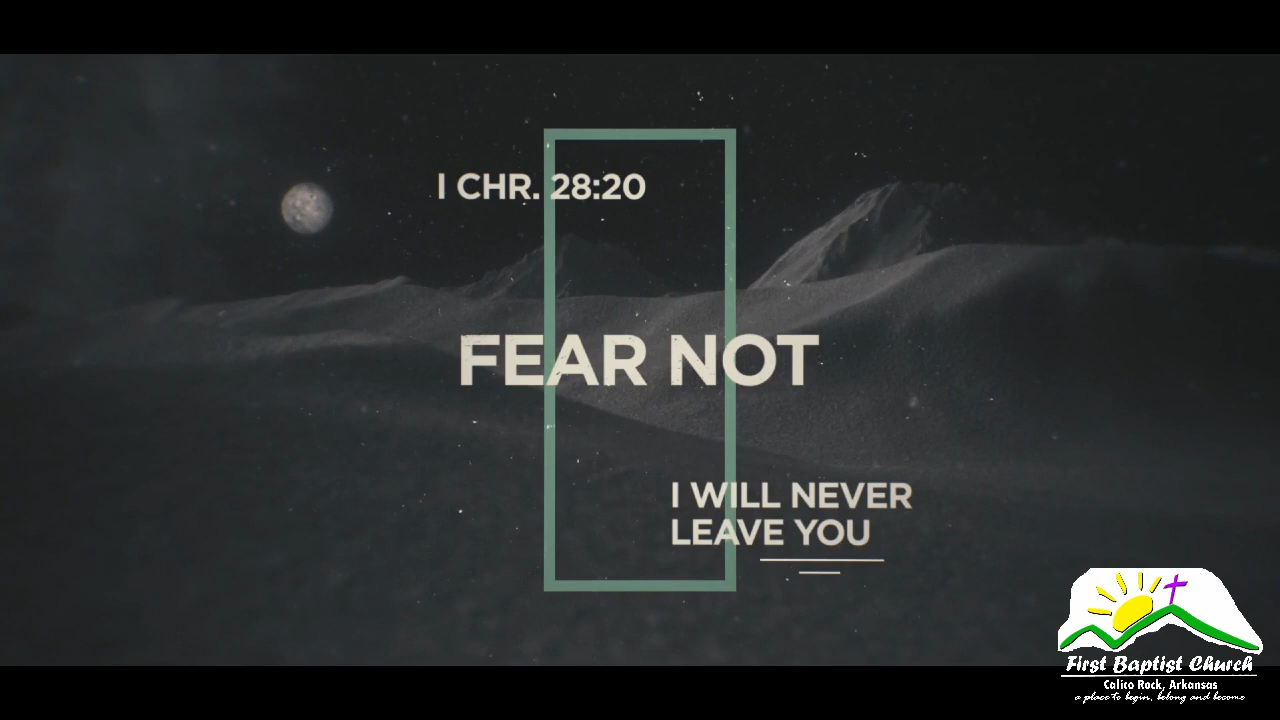 I CHR. 28:20
FEAR NOT
I WILL NEVER
LEAVE YOU
First Baptist Church
Calico Rock, Arkansas
a place to begin, belong and become